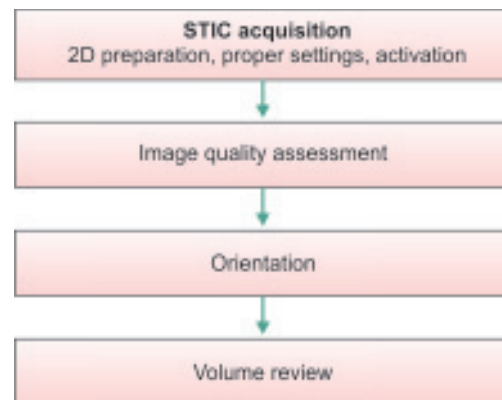 STIC acquisition
2D preparation, proper settings, activation
Image quality assessment
Orientation
Volume review